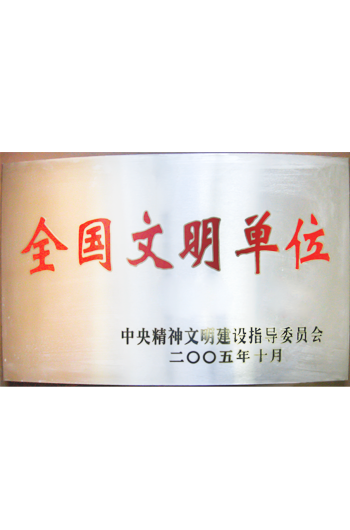 全国文明单位
中央精神文明建设指导委员会
二〇〇五年十月